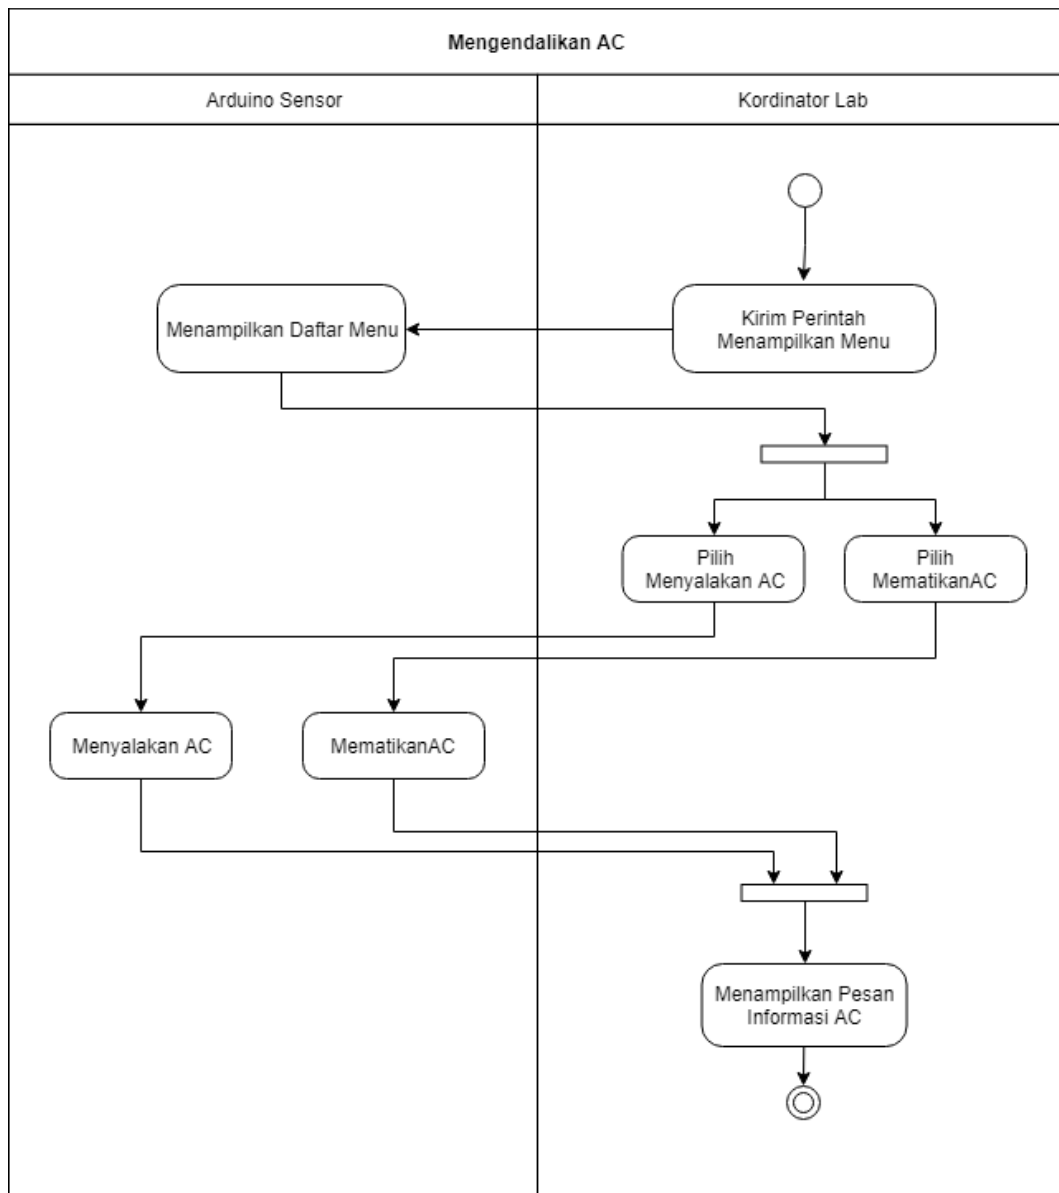 Mengendalikan AC
Arduino Sensor
Kordinator Lab
Kirim Perintah
Menampilkan Menu
Menampilkan Daftar Menu
Pilih
Menyalakan AC
Pilih
MematikanAC
Menyalakan AC
MematikanAC
Menampilkan Pesan
Informasi AC